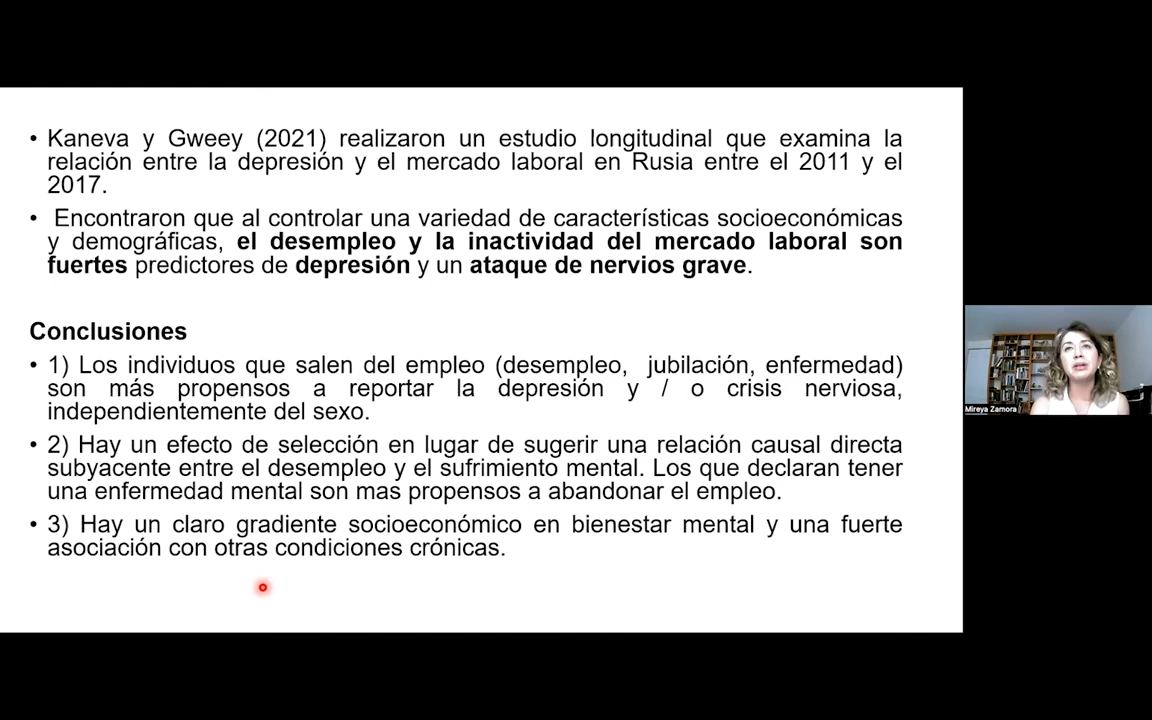 • Kaneva y Gweey (2021) realizaron un estudio longitudinal que examina la
relación entre la depresión y el mercado laboral en Rusia entre el 2011 y el
2017.
• Encontraron que al controlar una variedad de características socioeconómicas
y demográficas, el desempleo y la inactividad del mercado laboral son
fuertes predictores de depresión y un ataque de nervios grave.
Conclusiones
• 1) Los individuos que salen del empleo (desempleo, jubilación, enfermedad)
son más propensos a reportar la depresión y / o crisis nerviosa,
independientemente del sexo.
• 2) Hay un efecto de selección en lugar de sugerir una relación causal directa
subyacente entre el desempleo y el sufrimiento mental. Los que declaran tener
una enfermedad mental son mas propensos a abandonar el empleo.
• 3) Hay un claro gradiente socioeconómico en bienestar mental y una fuerte
asociación con otras condiciones crónicas.
Mireya Zamora